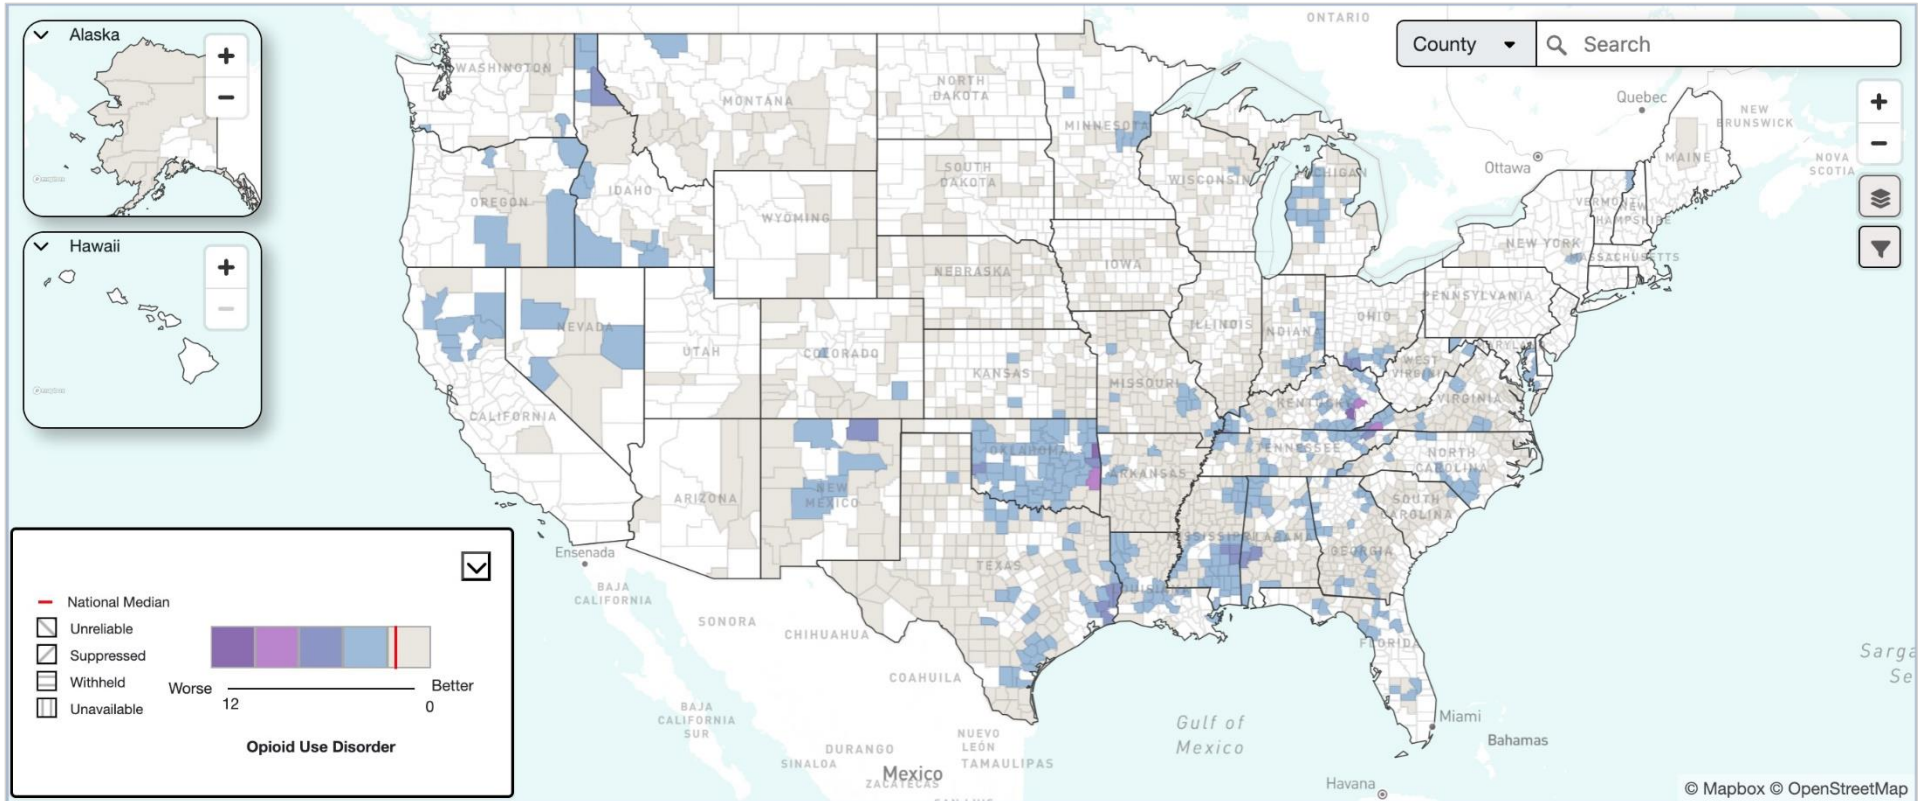 Alaska
+
−
Hawaii
+
−
County
Search
+
−
ONTARIO
Quebec
NEW
BRUNSWICK
NOVA
SCOTIA
Ottawa
MAINE
WASHINGTON
MONTANA
NORTH
DAKOTA
MINNESOTA
SOUTH
DAKOTA
WISCONSIN
MICHIGAN
VERMONT
NEW
HAMPSHIRE
OREGON
IDAHO
WYOMING
NEW YORK
MASSACHUSETTS
IOWA
NEBRASKA
PENNSYLVANIA
NEVADA
UTAH
COLORADO
ILLINOIS
INDIANA
OHIO
MARYLAND
WEST
VIRGINIA
KANSAS
MISSOURI
KENTUCKY
VIRGINIA
CALIFORNIA
OKLAHOMA
TENNESSEE
NORTH
CAROLINA
ARKANSAS
ARIZONA
NEW
MEXICO
SOUTH
CAROLINA
MISSISSIPPI
ALABAMA
GEORGIA
TEXAS
LOUISIANA
FLORIDA
Ensenada
BAJA
CALIFORNIA
SONORA
CHIHUAHUA
COAHUILA
BAJA
CALIFORNIA
SUR
DURANGO
SINALOA
NUEVO
LEÓN
TAMAULIPAS
Mexico
ZACATECAS
Gulf of
Mexico
Miami
Bahamas
Havana
Sarga
Se
National Median
Unreliable
Suppressed
Withheld
Unavailable
Worse
Better
12
0
Opioid Use Disorder
© Mapbox © OpenStreetMap